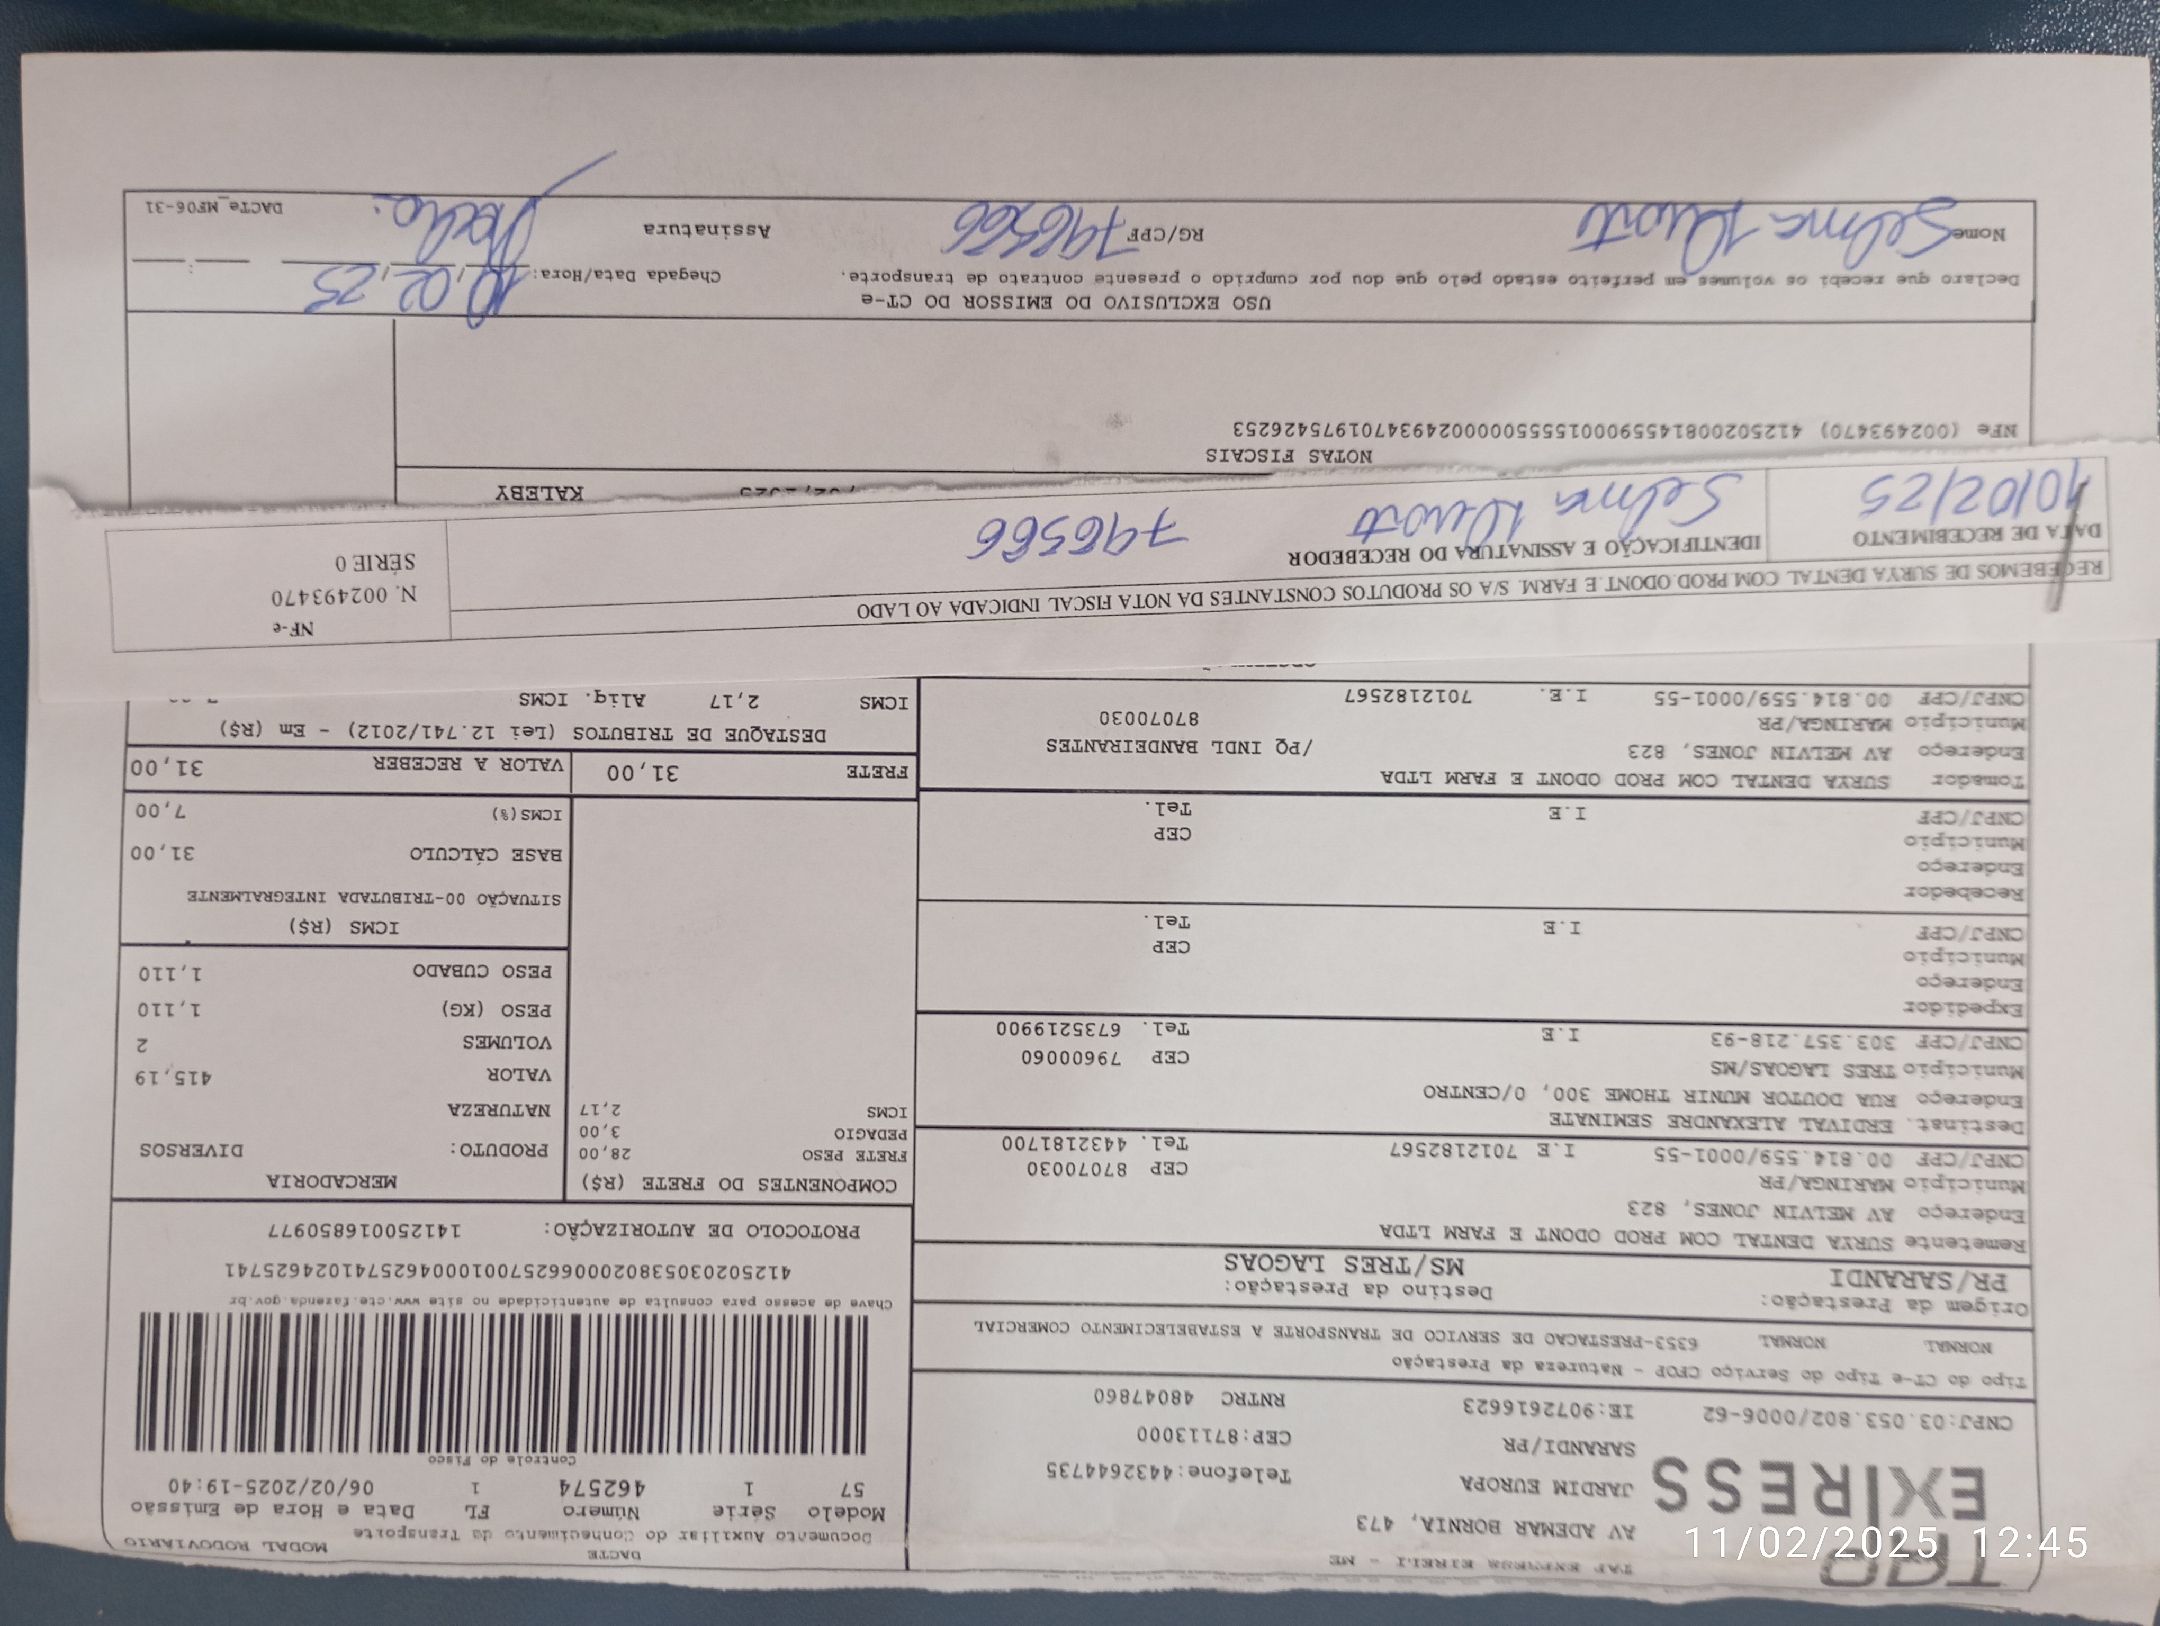 TAF EXPRESS EIRELI - ME
EXPRESS
AV ADEMAR BORNIA, 473
JARDIM EUROPA
Telefone:4432644735
SARANDI/PR
CEP:87113000
CNPJ:03.053.802/0006-62
IE:9072616623
RNTRC 48047860
Tipo do CT-e Tipo do Serviço CFOP - Natureza da Prestação
NORMAL NORMAL 6353-PRESTACAO DE SERVICO DE TRANSPORTE A ESTABELECIMENTO COMERCIAL
Origem da Prestação:
PR/SARANDI
Destino da Prestação:
MS/TRES LAGOAS
DACTE
MODAL RODOVIÁRIO
Documento Auxiliar do Conhecimento da Transporte
Modelo Série Número FL Data e Hora de Emissão
57 1 462574 1 06/02/2025-19:40
Controle do Fisco
Chave de acesso para consulta de autenticidade no site www.cte.fazenda.gov.br
41250203053802000662570010004625741024625741
PROTOCOLO DE AUTORIZAÇÃO: 141250016850977
Remetente SURYA DENTAL COM PROD ODONT E FARM LTDA
Endereço AV MELVIN JONES, 823
Município MARINGA/PR
CEP 87070030
CNPJ/CPF 00.814.559/0001-55 I.E 7012182567
Tel. 4432181700
Destinat. ERDIVAL ALEXANDRE SEMINATE
Endereço RUA DOUTOR MUNIR THOME 300, 0/CENTRO
Município TRES LAGOAS/MS
CEP 79600060
CNPJ/CPF 303.357.218-93 I.E
Tel. 6735219900
Expedidor
Endereço
Município
CEP
CNPJ/CPF I.E
Tel.
Recebedor
Endereço
Município
CEP
CNPJ/CPF I.E
Tel.
Tomador SURYA DENTAL COM PROD ODONT E FARM LTDA
Endereço AV MELVIN JONES, 823 /PQ INDL BANDEIRANTES
Município MARINGA/PR 87070030
CNPJ/CPF 00.814.559/0001-55 I.E. 7012182567
COMPONENTES DO FRETE (R$)
FRETE PESO 28,00
PEDAGIO 3,00
ICMS 2,17
MERCADORIA
PRODUTO: DIVERSOS
NATUREZA
VALOR 415,19
VOLUMES 2
PESO (KG) 1,110
PESO CUBADO 1,110
ICMS (R$)
SITUAÇÃO 00-TRIBUTADA INTEGRALMENTE
BASE CÁLCULO 31,00
ICMS(%) 7,00
FRETE 31,00
VALOR A RECEBER 31,00
DESTAQUE DE TRIBUTOS (Lei 12.741/2012) - Em (R$)
ICMS 2,17 Aliq. ICMS
RECEBEMOS DE SURYA DENTAL COM PROD ODONT E FARM. S/A OS PRODUTOS CONSTANTES DA NOTA FISCAL INDICADA AO LADO
NF-e
N. 002493470
SÉRIE 0
DATA DE RECEBIMENTO
10/02/25
IDENTIFICAÇÃO E ASSINATURA DO RECEBEDOR
Selma 796566
KALEBY
NOTAS FISCAIS
NFe (002493470) 41250200814559000155550000024934701975426253
USO EXCLUSIVO DO EMISSOR DO CT-e
Declaro que recebi os volumes em perfeito estado pelo que dou por cumprido o presente contrato de transporte.
Chegada Data/Hora: 10,02,25
Nome Selma
RG/CPF 796566
Assinatura
DACTe_MF06-31
11/02/2025 12:45